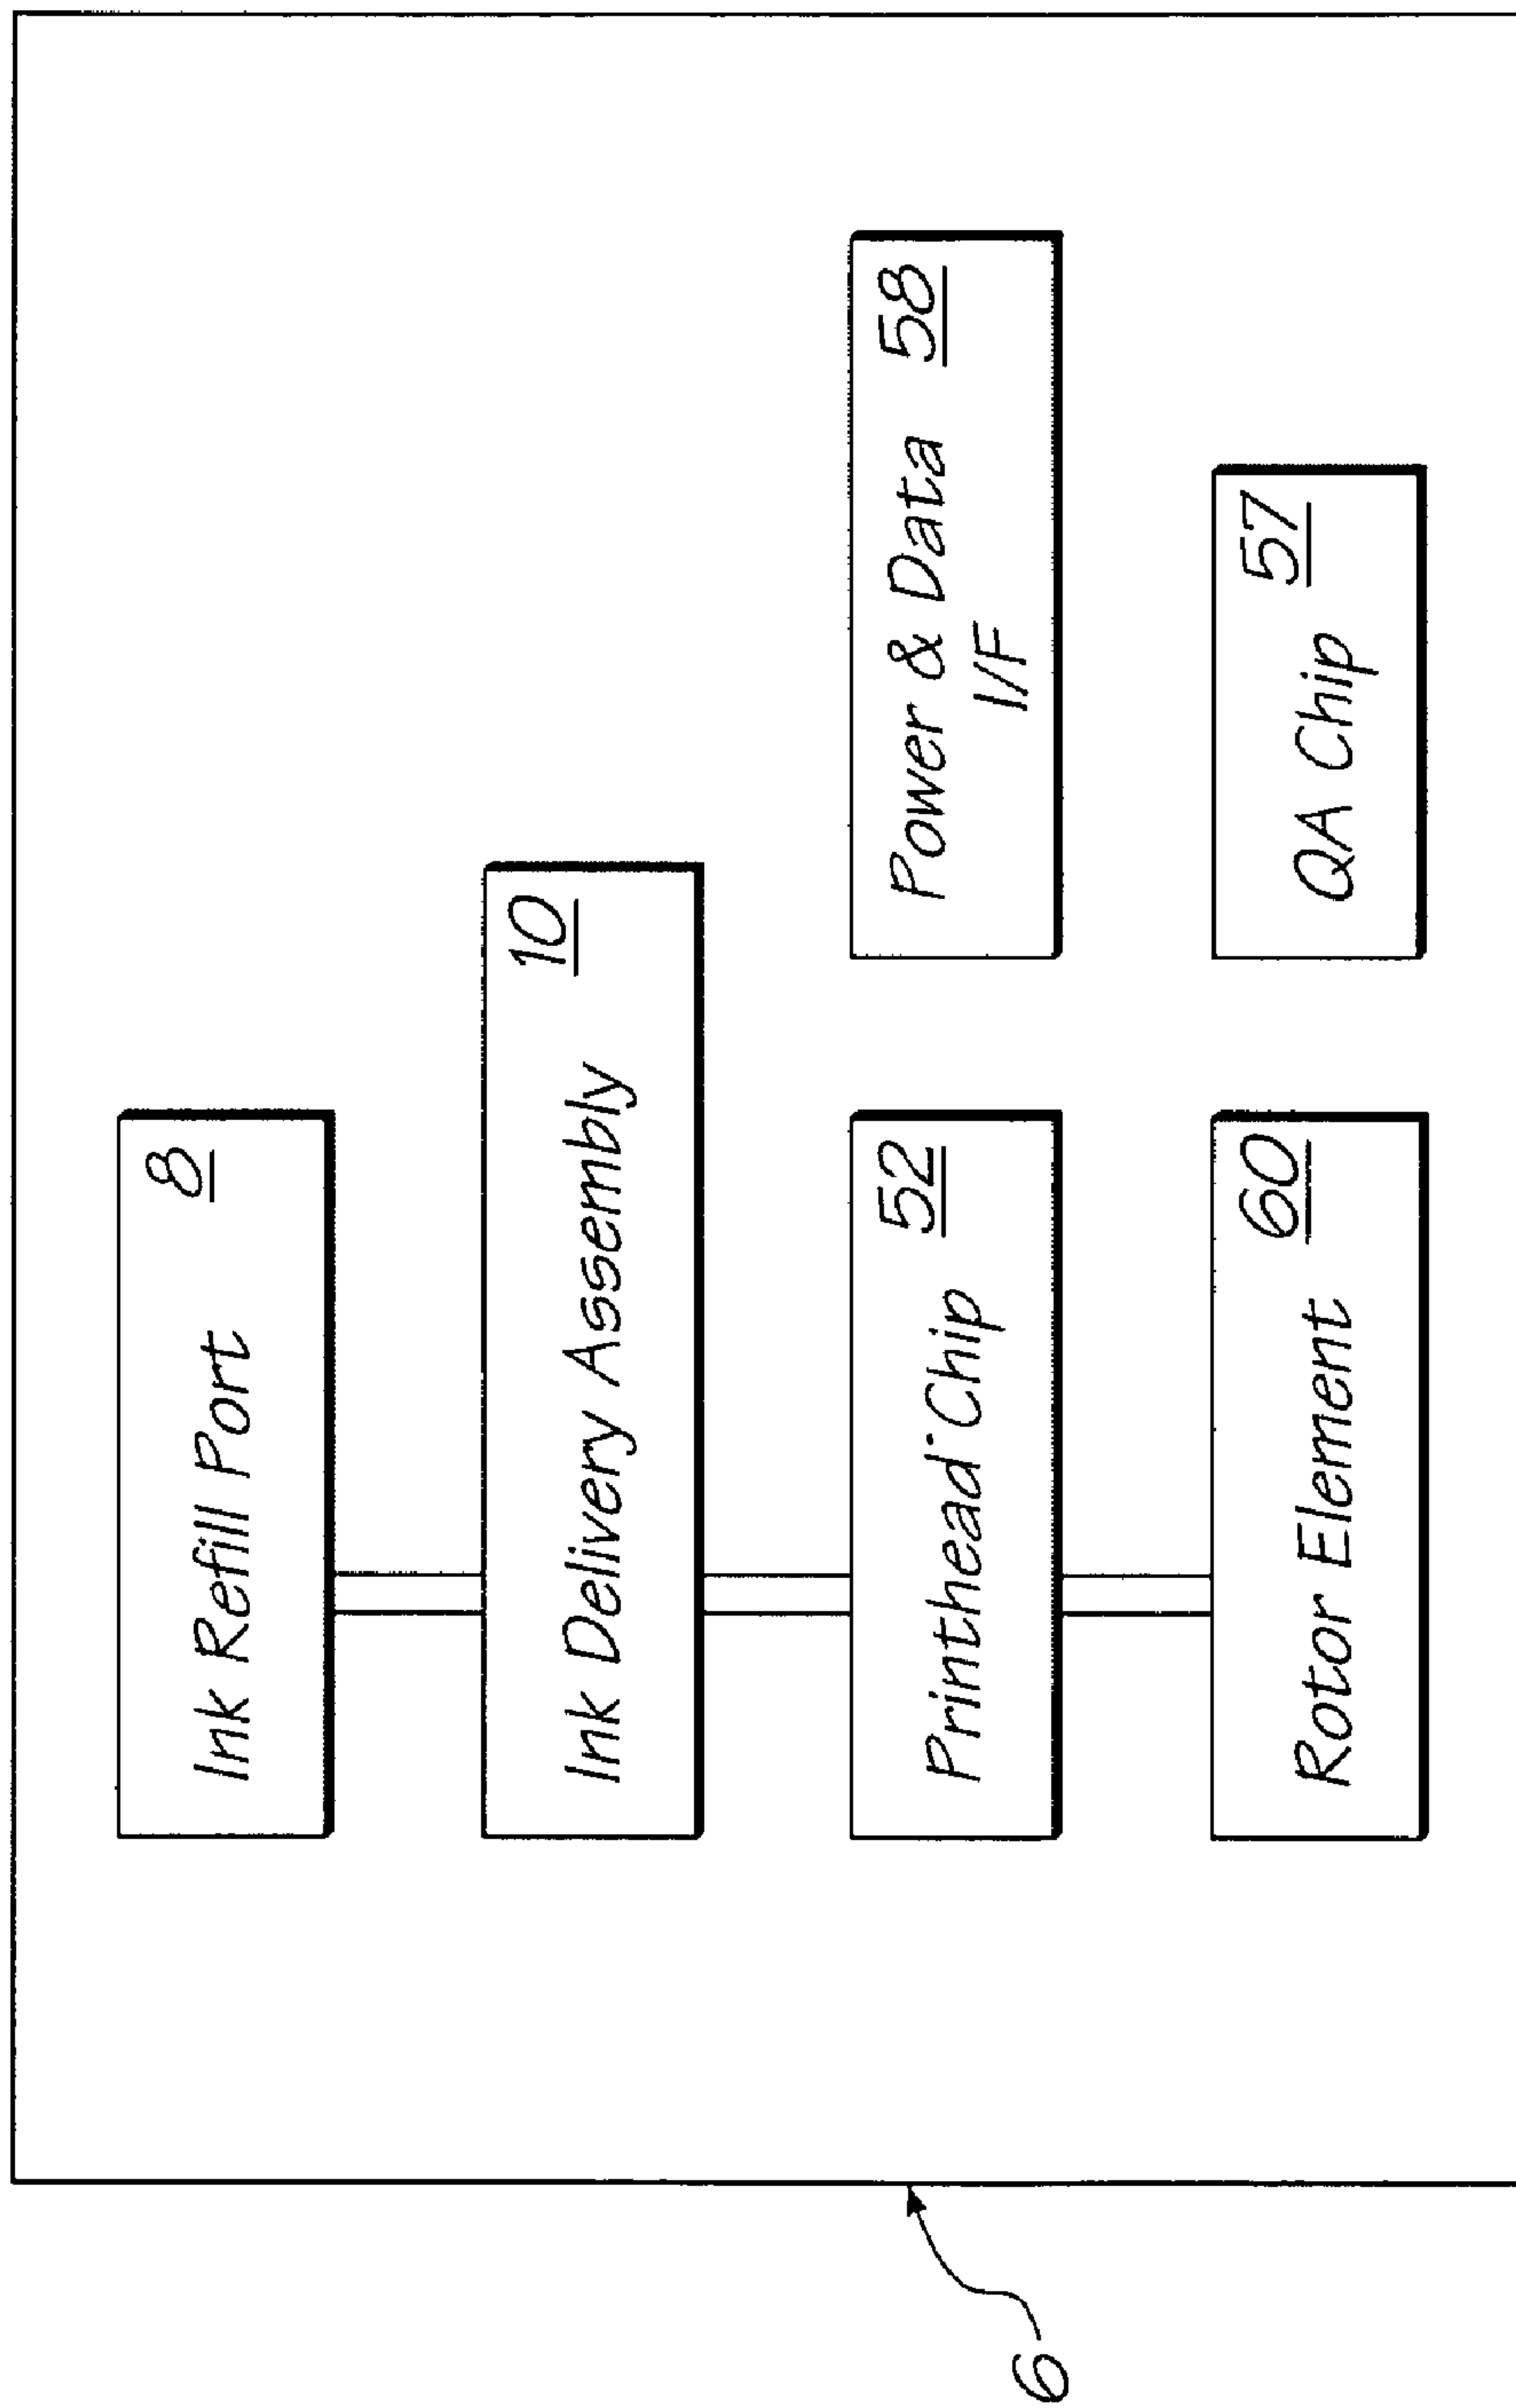 Ink Refill Port 8
Ink Delivery Assembly 10
Printhead Chip 52
Power & Data 58
I/F
Rotor Element 60
QA Chip 57
6